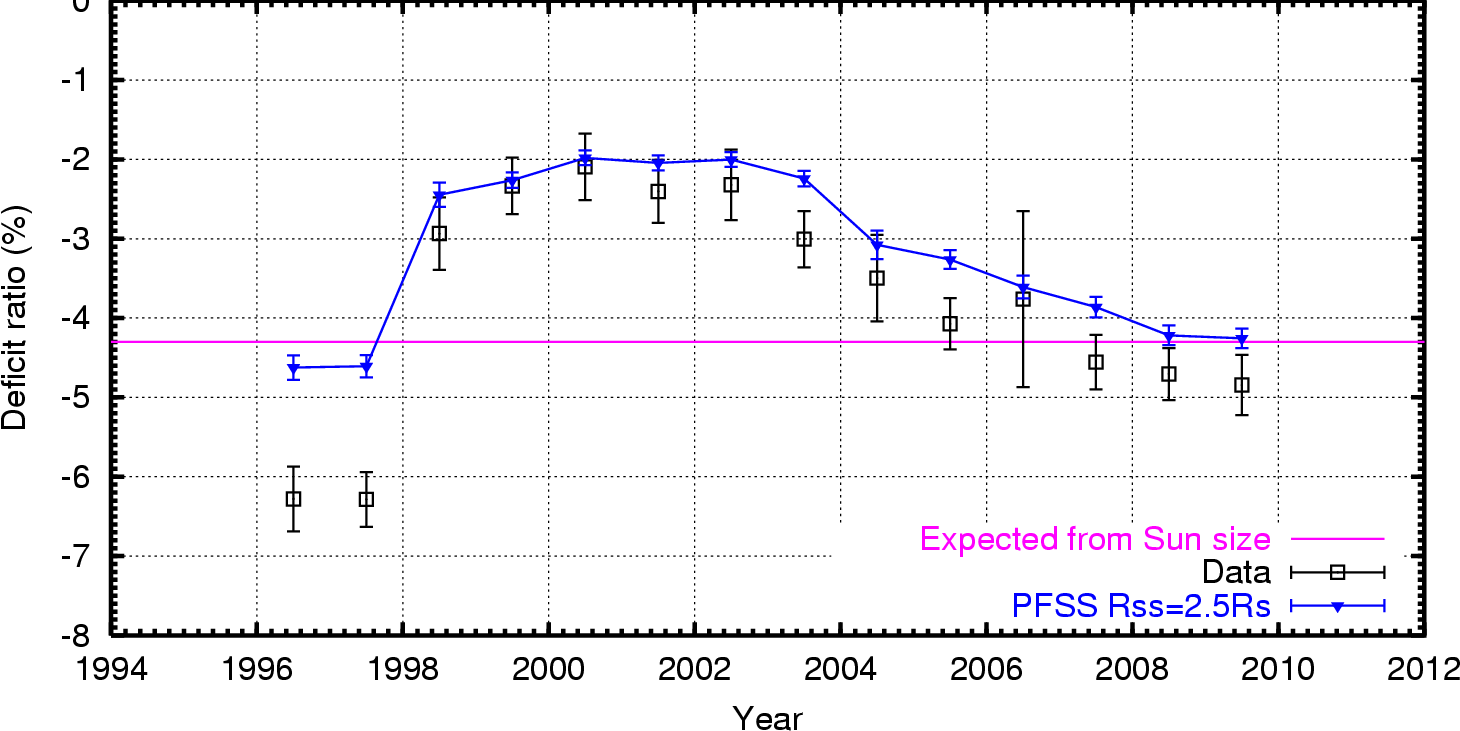 0
-1
-2
-3
-4
-5
-6
-7
-8
Deficit ratio (%)
Expected from Sun size
Data
PFSS Rss=2.5Rs
1994 1996 1998 2000 2002 2004 2006 2008 2010 2012
Year